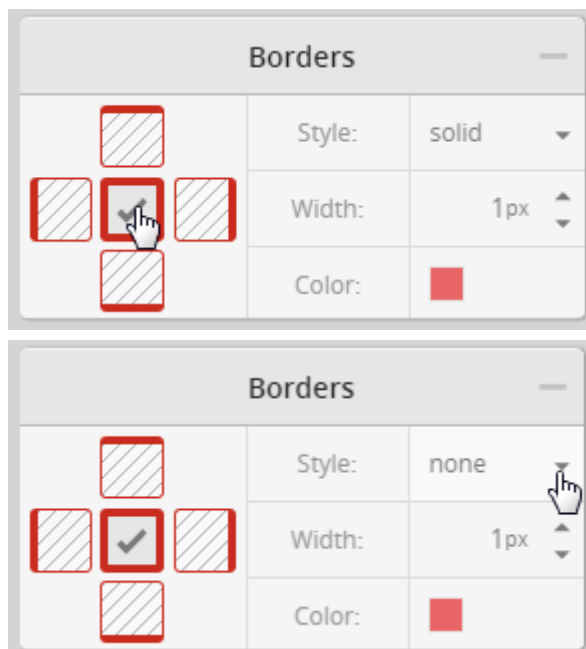 Borders
Style: solid
Width: 1px
Color:
Borders
Style: none
Width: 1px
Color: